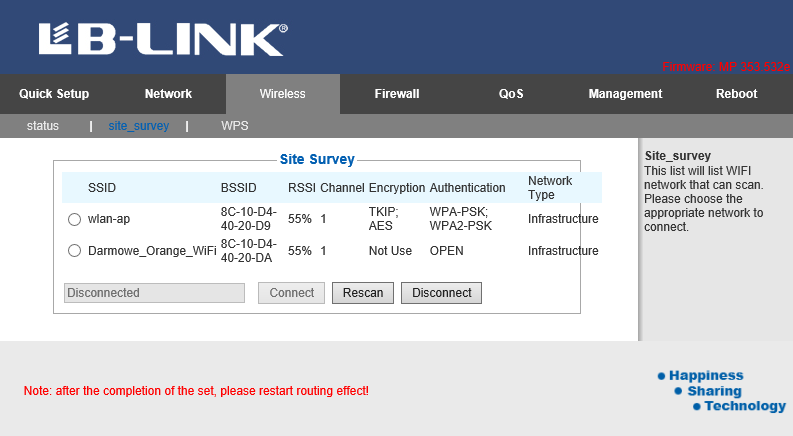 LB-LINK®
Firmware: MP 353-332c
Quick Setup Network Wireless Firewall QoS Management Reboot
status | site_survey | WPS
Site Survey
SSID BSSID RSSI Channel Encryption Authentication Network Type
wlan-ap 8C-10-D4-40-20-D9 55% 1 TKIP; AES WPA-PSK; WPA2-PSK Infrastructure
Darmowe_Orange_WiFi 8C-10-D4-40-20-DA 55% 1 Not Use OPEN Infrastructure
Disconnected Connect Rescan Disconnect
Site_survey
This list will list WIFI
network that can scan.
Please choose the
appropriate network to
connect.
Note: after the completion of the set, please restart routing effect!
Happiness
Sharing
Technology